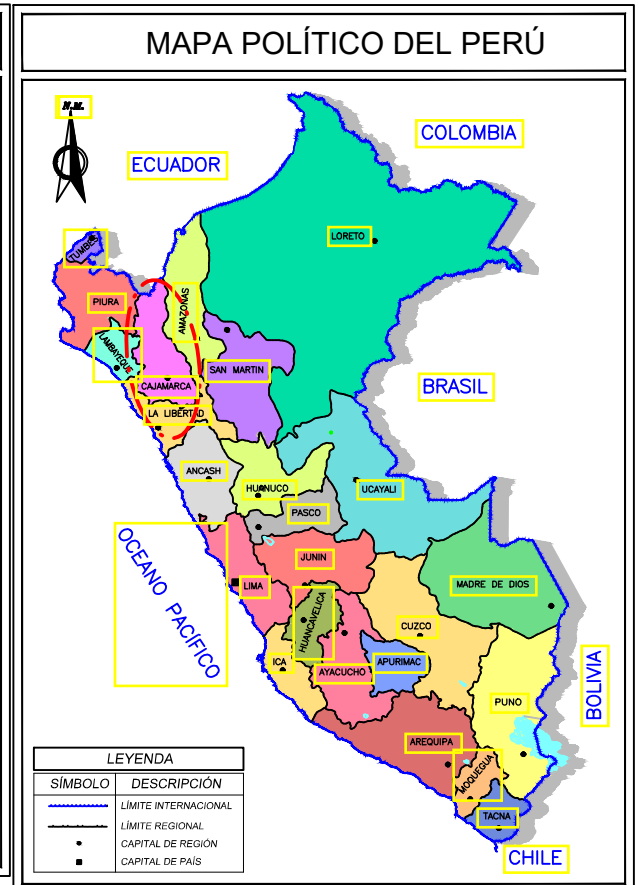 MAPA POLÍTICO DEL PERÚ
N.M.
COLOMBIA
ECUADOR
TUMBES
LORETO
PIURA
AMAZONAS
LAMBAYEQUE
SAN MARTIN
CAJAMARCA
BRASIL
LA LIBERTAD
ANCASH
HUANUCO
UCAYALI
PASCO
OCEANO PACÍFICO
JUNIN
LIMA
MADRE DE DIOS
HUANCAVELICA
CUZCO
ICA
AYACUCHO
APURIMAC
PUNO
BOLIVIA
AREQUIPA
MOQUEGUA
TACNA
CHILE
LEYENDA
SÍMBOLO DESCRIPCIÓN
LÍMITE INTERNACIONAL
LÍMITE REGIONAL
CAPITAL DE REGIÓN
CAPITAL DE PAÍS